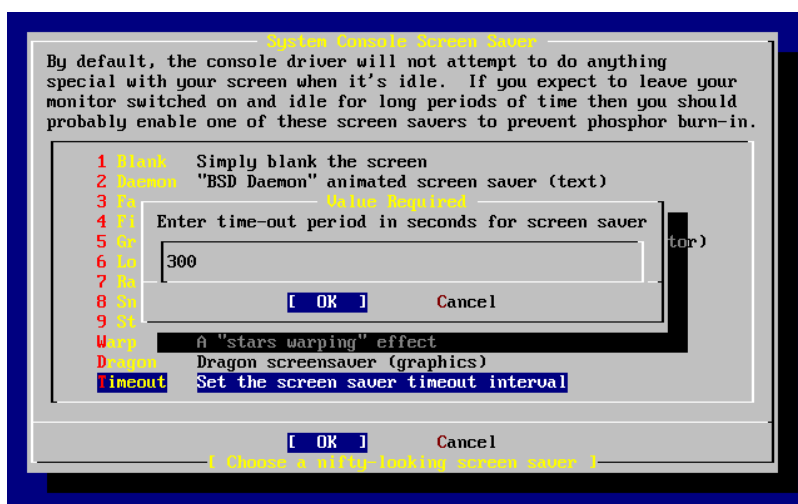 System Console Screen Saver
By default, the console driver will not attempt to do anything
special with your screen when it's idle.  If you expect to leave your
monitor switched on and idle for long periods of time then you should
probably enable one of these screen savers to prevent phosphor burn-in.
1 Blank   Simply blank the screen
2 Daemon  "BSD Daemon" animated screen saver (text)
3 Fa
Value Required
4 Fi
Enter time-out period in seconds for screen saver
5 Gr
tor)
6 Lo
300
7 Ra
8 Sn
[  OK  ]     Cancel
9 St
Warp    A "stars warping" effect
Dragon  Dragon screensaver (graphics)
Timeout  Set the screen saver timeout interval
[  OK  ]     Cancel
[ Choose a nifty-looking screen saver ]